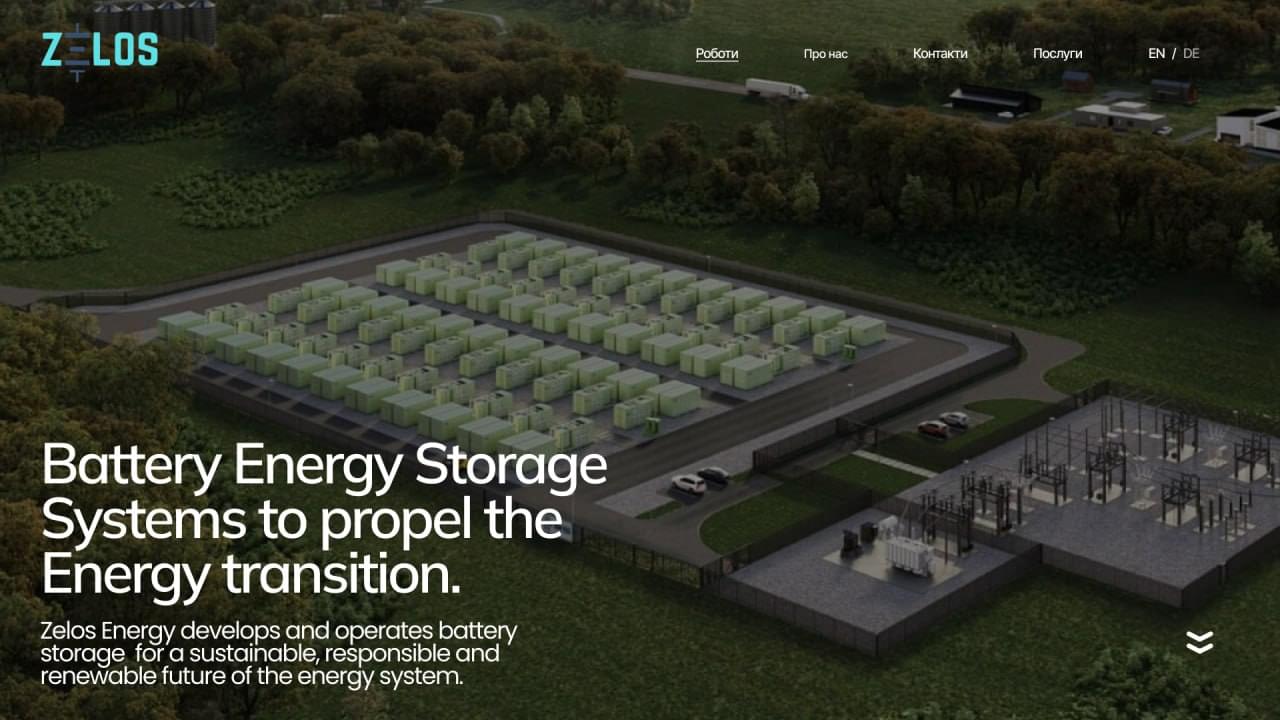 ZELOS
Роботи
Про нас
Контакти
Послуги
EN / DE
Battery Energy Storage
Systems to propel the
Energy transition.
Zelos Energy develops and operates battery
storage  for a sustainable, responsible and
renewable future of the energy system.